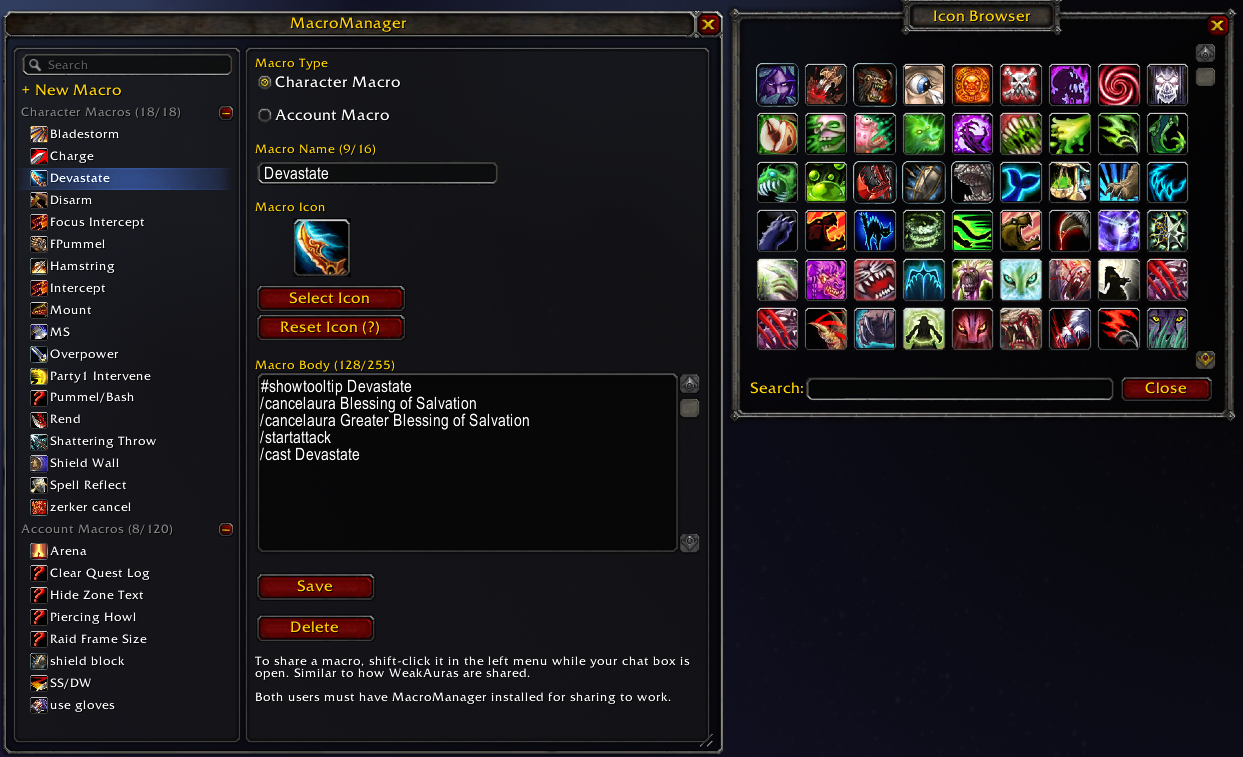 MacroManager
Search
+ New Macro
Character Macros (18/18)
Bladestorm
Charge
Devastate
Disarm
Focus Intercept
FPummel
Hamstring
Intercept
Mount
MS
Overpower
Party1 Intervene
Pummel/Bash
Rend
Shattering Throw
Shield Wall
Spell Reflect
zerker cancel
Account Macros (8/120)
Arena
Clear Quest Log
Hide Zone Text
Piercing Howl
Raid Frame Size
shield block
SS/DW
use gloves
Macro Type
Character Macro
Account Macro
Macro Name (9/16)
Devastate
Macro Icon
Select Icon
Reset Icon (?)
Macro Body (128/255)
#showtooltip Devastate
/cancelaura Blessing of Salvation
/cancelaura Greater Blessing of Salvation
/startattack
/cast Devastate
Save
Delete
To share a macro, shift-click it in the left menu while your chat box is
open. Similar to how WeakAuras are shared.
Both users must have MacroManager installed for sharing to work.
Icon Browser
Search:
Close